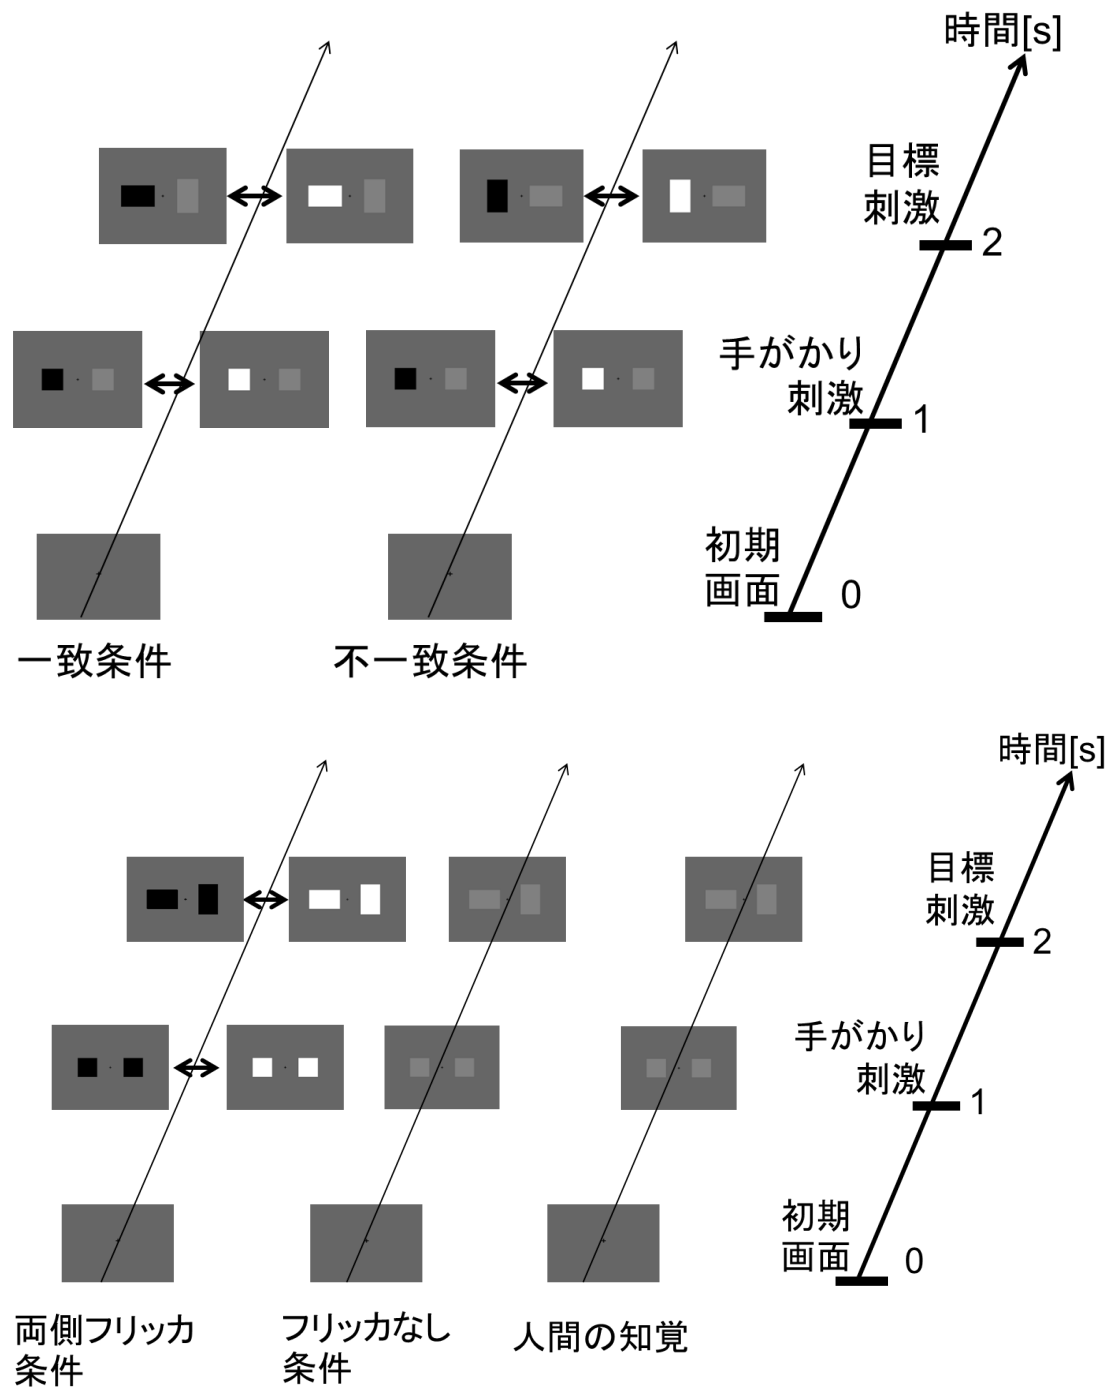 時間[s]
目標
刺激
2
手がかり
刺激
1
初期
画面
0
一致条件
不一致条件
時間[s]
目標
刺激
2
手がかり
刺激
1
初期
画面
0
両側フリッカ
条件
フリッカなし
条件
人間の知覚